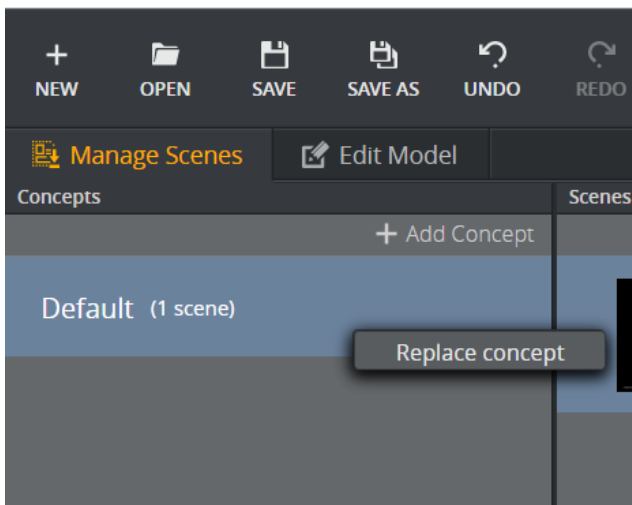 NEW OPEN SAVE SAVE AS UNDO REDO
Manage Scenes Edit Model
Concepts Scenes
+ Add Concept
Default (1 scene)
Replace concept